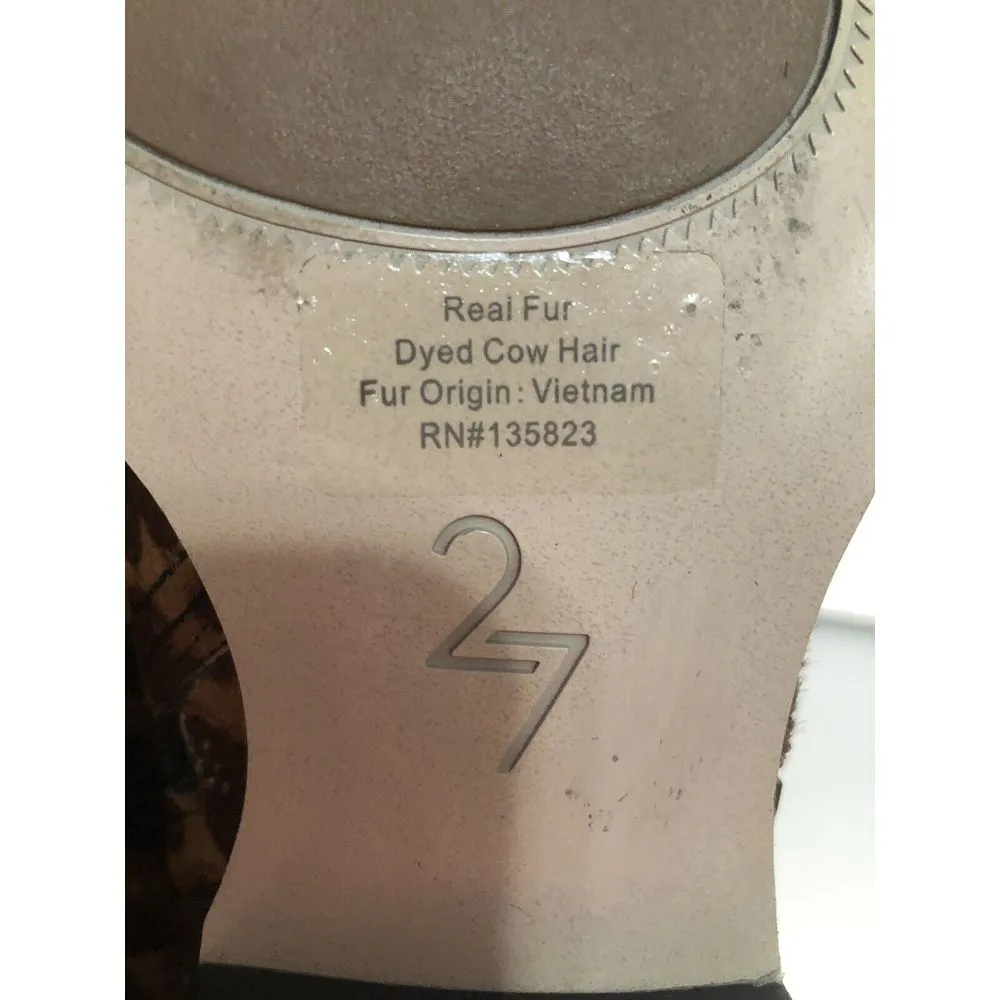 Real Fur
Dyed Cow Hair
Fur Origin: Vietnam
RN#135823
27